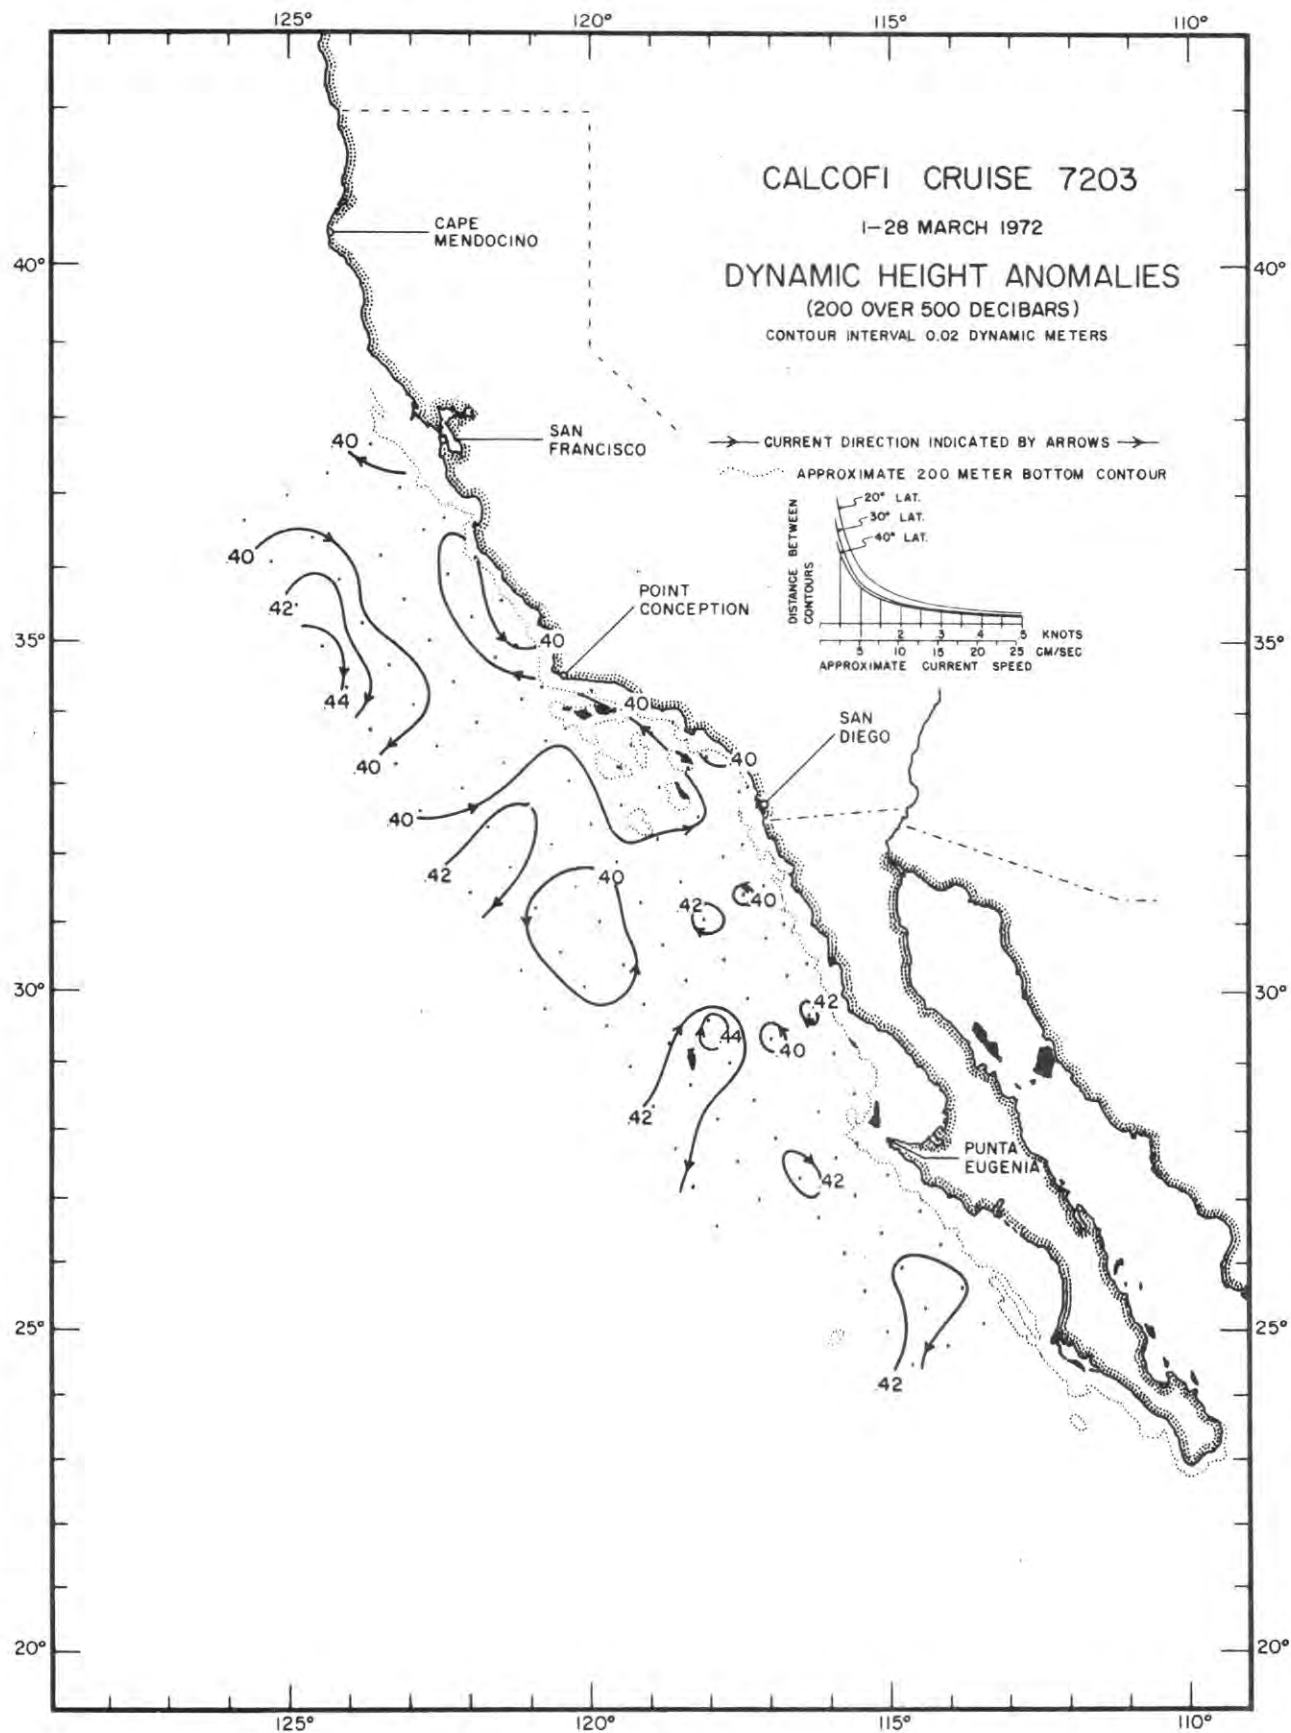 125° 120° 115° 110°
CALCOFI CRUISE 7203
1-28 MARCH 1972
CAPE
MENDOCINO
40° 40°
DYNAMIC HEIGHT ANOMALIES
(200 OVER 500 DECIBARS)
CONTOUR INTERVAL 0.02 DYNAMIC METERS
SAN
FRANCISCO
40
CURRENT DIRECTION INDICATED BY ARROWS
APPROXIMATE 200 METER BOTTOM CONTOUR
20° LAT.
30° LAT.
40° LAT.
DISTANCE BETWEEN
CONTOURS
.1 .2 .3 .4 .5 KNOTS
5 10 15 20 25 CM/SEC
APPROXIMATE CURRENT SPEED
40
42
POINT
CONCEPTION
35° 40 35°
44
40
SAN
DIEGO
40
40
40
42
40
42
40
30° 30°
42
44
40
42
PUNTA
EUGENIA
42
25° 25°
42
20° 20°
125° 120° 115° 110°